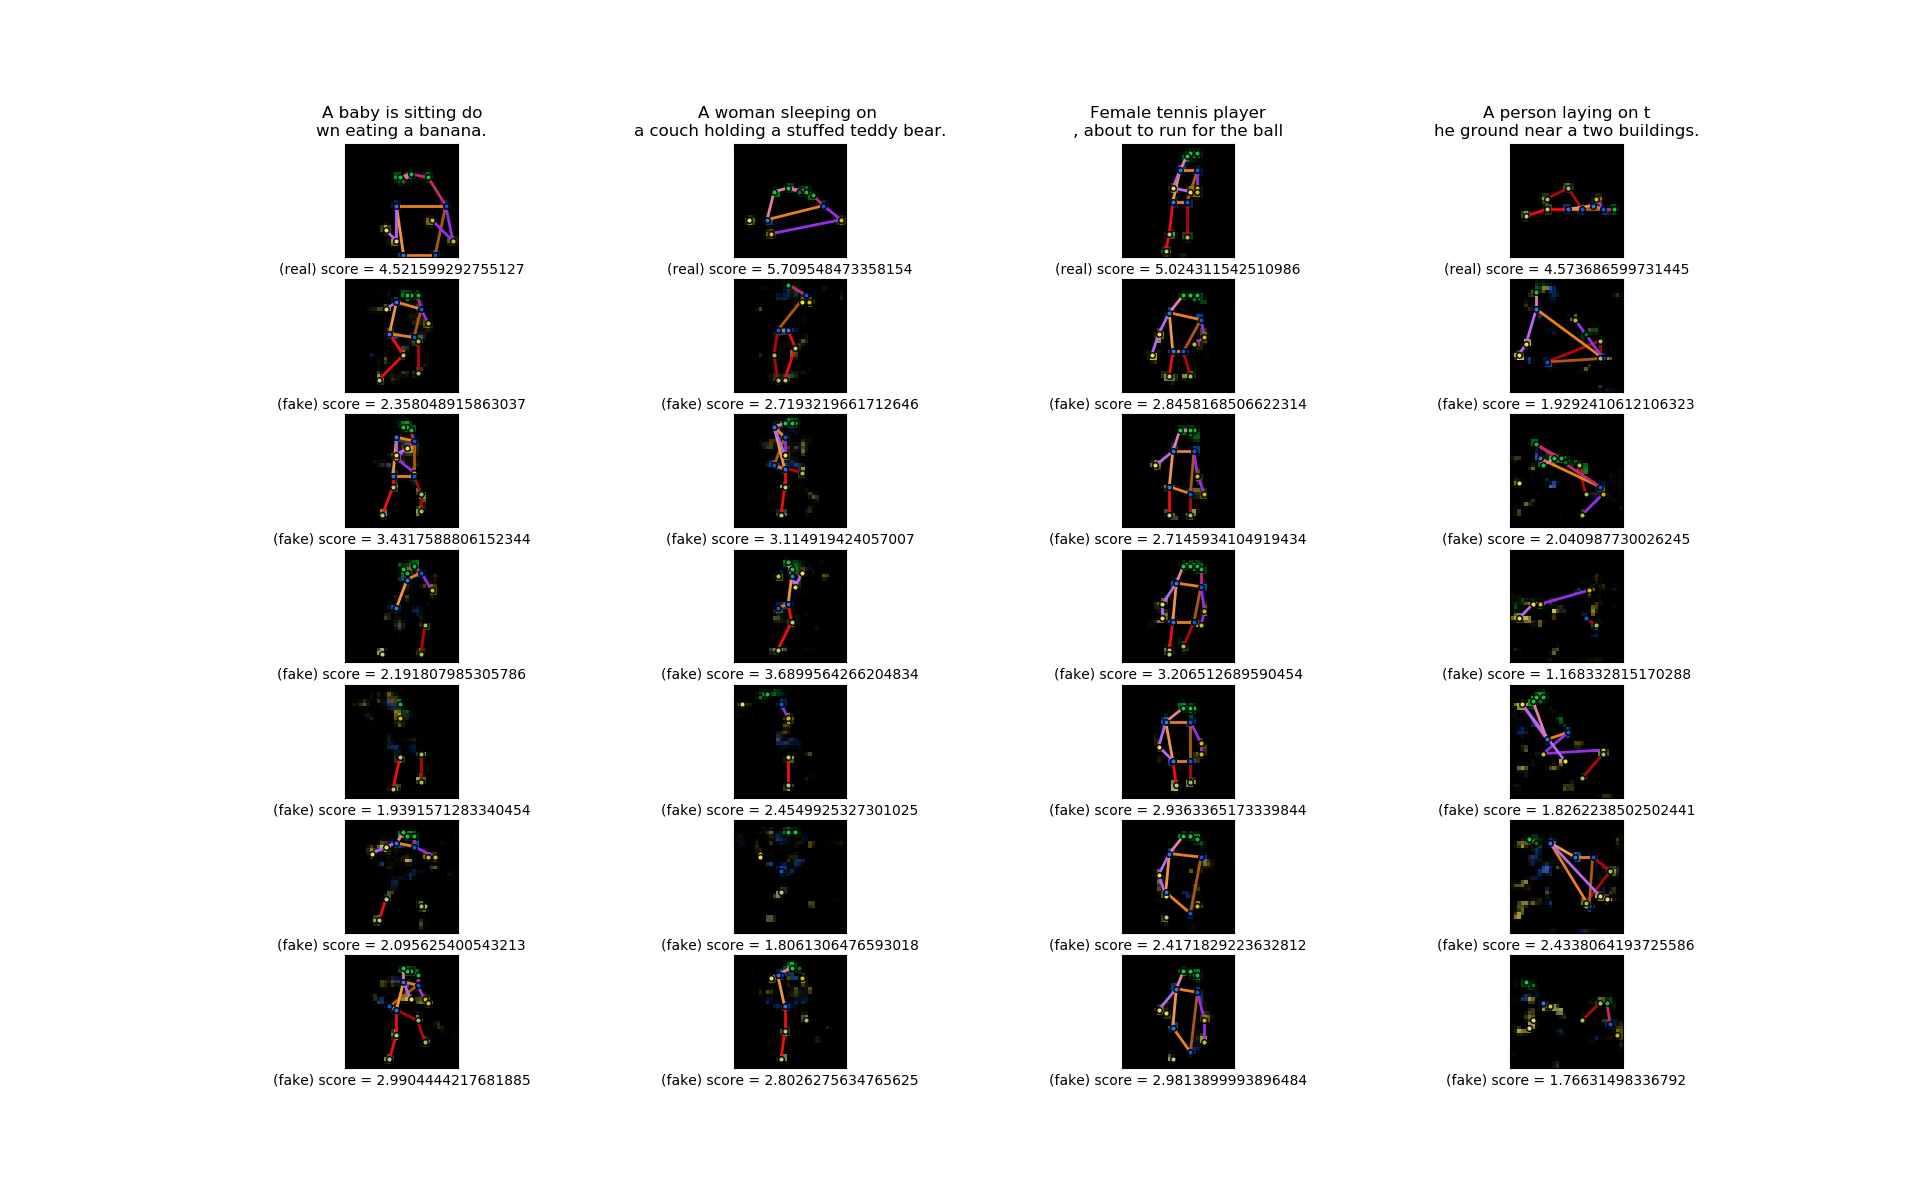 A baby is sitting do
wn eating a banana.
A woman sleeping on
a couch holding a stuffed teddy bear.
Female tennis player
, about to run for the ball
A person laying on t
he ground near a two buildings.
(real) score = 4.521599292755127
(real) score = 5.709548473358154
(real) score = 5.024311542510986
(real) score = 4.573686599731445
(fake) score = 2.358048915863037
(fake) score = 2.7193219661712646
(fake) score = 2.8458168506622314
(fake) score = 1.9292410612106323
(fake) score = 3.4317588806152344
(fake) score = 3.114919424057007
(fake) score = 2.7145934104919434
(fake) score = 2.040987730026245
(fake) score = 2.191807985305786
(fake) score = 3.6899564266204834
(fake) score = 3.206512689590454
(fake) score = 1.168332815170288
(fake) score = 1.9391571283340454
(fake) score = 2.4549925327301025
(fake) score = 2.9363365173339844
(fake) score = 1.8262238502502441
(fake) score = 2.095625400543213
(fake) score = 1.8061306476593018
(fake) score = 2.4171829223632812
(fake) score = 2.4338064193725586
(fake) score = 2.9904444217681885
(fake) score = 2.8026275634765625
(fake) score = 2.9813899993896484
(fake) score = 1.76631498336792